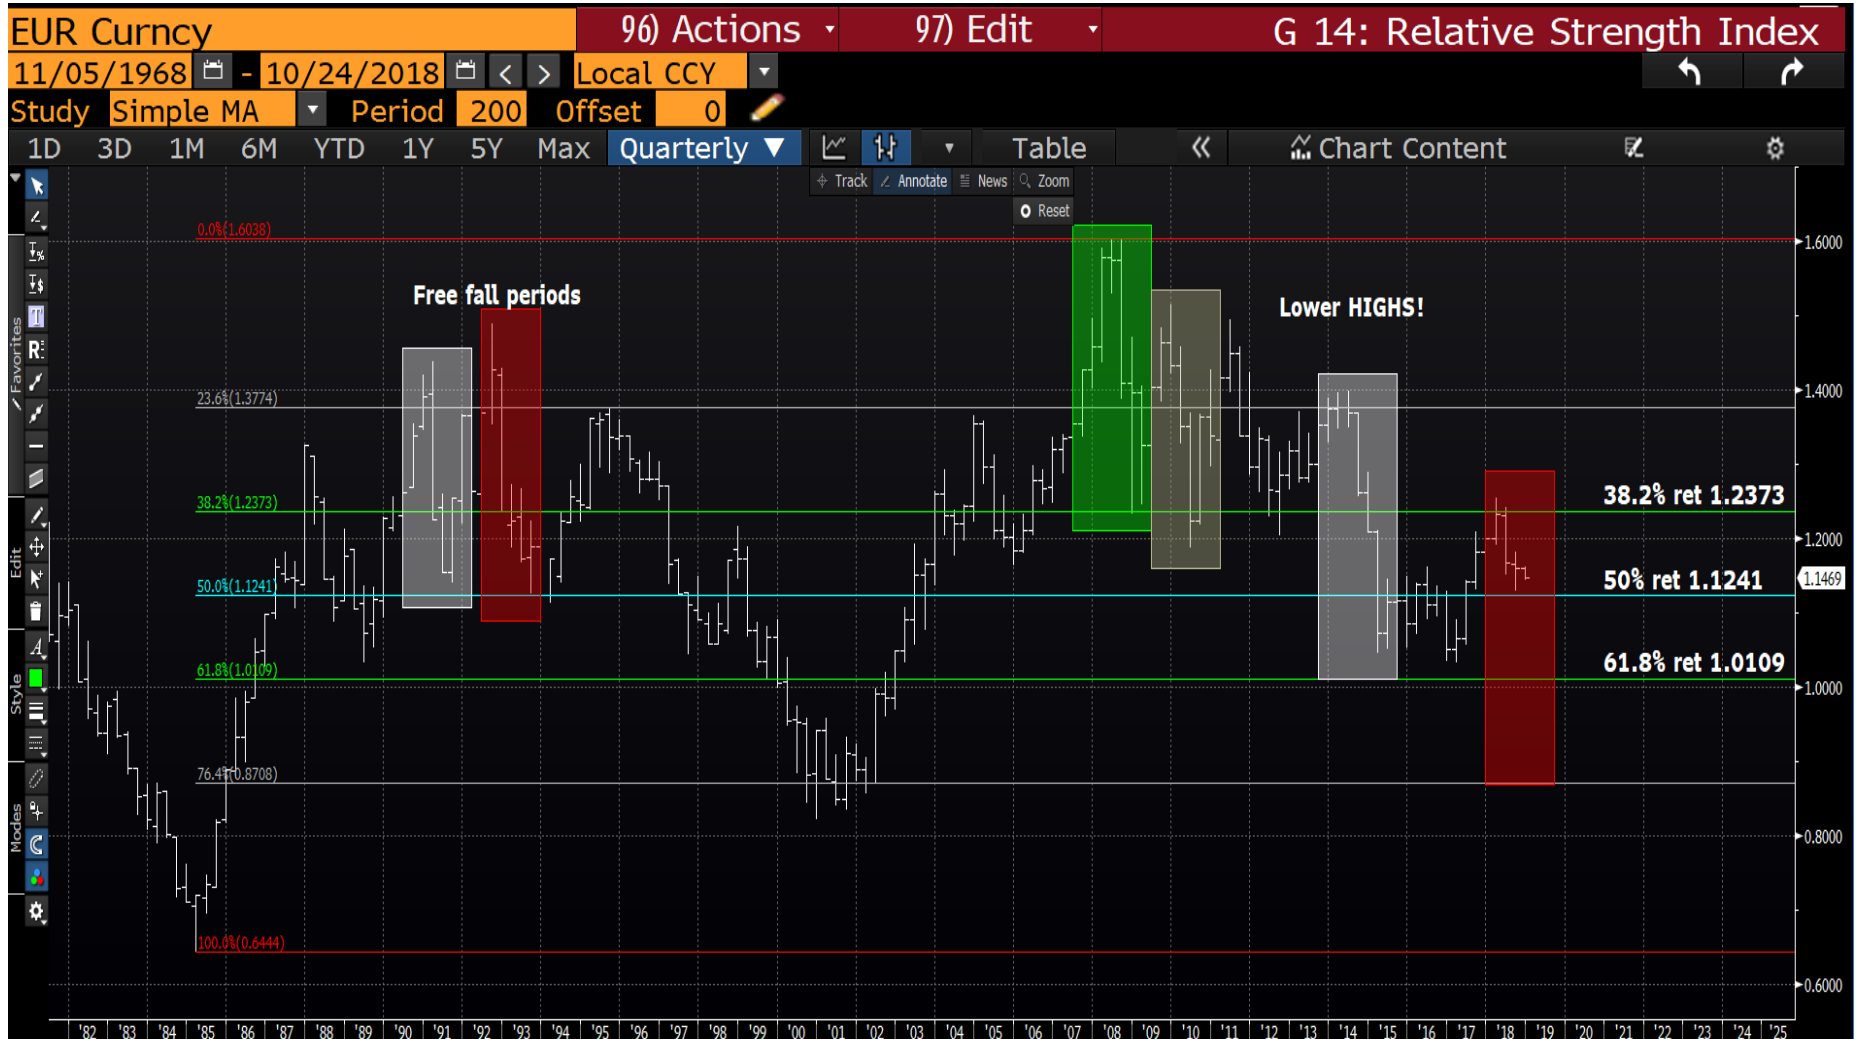 EUR Curncy 96) Actions 97) Edit G 14: Relative Strength Index
11/05/1968 - 10/24/2018 < > Local CCY
Study Simple MA Period 200 Offset 0
1D 3D 1M 6M YTD 1Y 5Y Max Quarterly ▼ Table « Chart Content
Track Annotate News Zoom
Reset
0.0%(1.6038)
1.6000
Free fall periods
Lower HIGHS!
23.6%(1.3774)
1.4000
38.2%(1.2373)
38.2% ret 1.2373
1.2000
50.0%(1.1241)
50% ret 1.1241
1.1469
61.8%(1.0109)
61.8% ret 1.0109
1.0000
76.4%(0.8708)
0.8000
100.0%(0.6444)
0.6000
Favorites
Edit
Style
Modes
% 
$
T
R
A
'82 '83 '84 '85 '86 '87 '88 '89 '90 '91 '92 '93 '94 '95 '96 '97 '98 '99 '00 '01 '02 '03 '04 '05 '06 '07 '08 '09 '10 '11 '12 '13 '14 '15 '16 '17 '18 '19 '20 '21 '22 '23 '24 '25